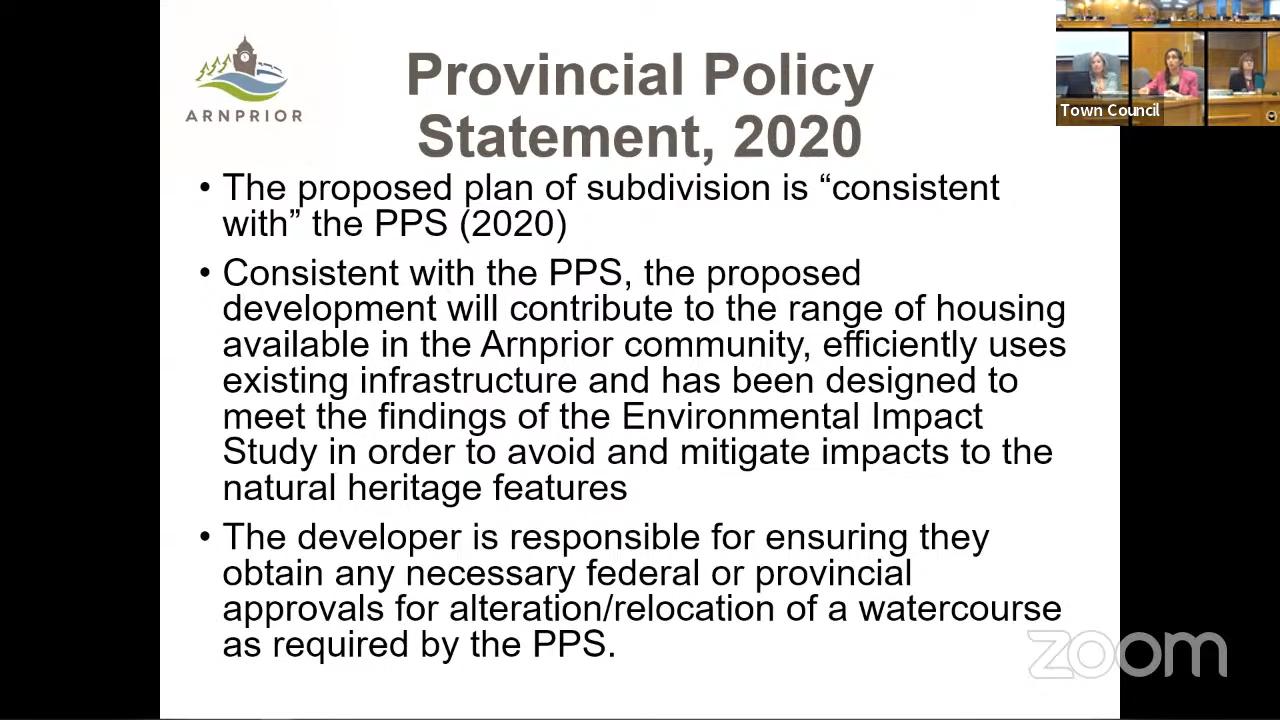 ARNPRIOR
Provincial Policy
Statement, 2020
Town Council
• The proposed plan of subdivision is “consistent
with” the PPS (2020)
• Consistent with the PPS, the proposed
development will contribute to the range of housing
available in the Arnprior community, efficiently uses
existing infrastructure and has been designed to
meet the findings of the Environmental Impact
Study in order to avoid and mitigate impacts to the
natural heritage features
• The developer is responsible for ensuring they
obtain any necessary federal or provincial
approvals for alteration/relocation of a watercourse
as required by the PPS.
zoom